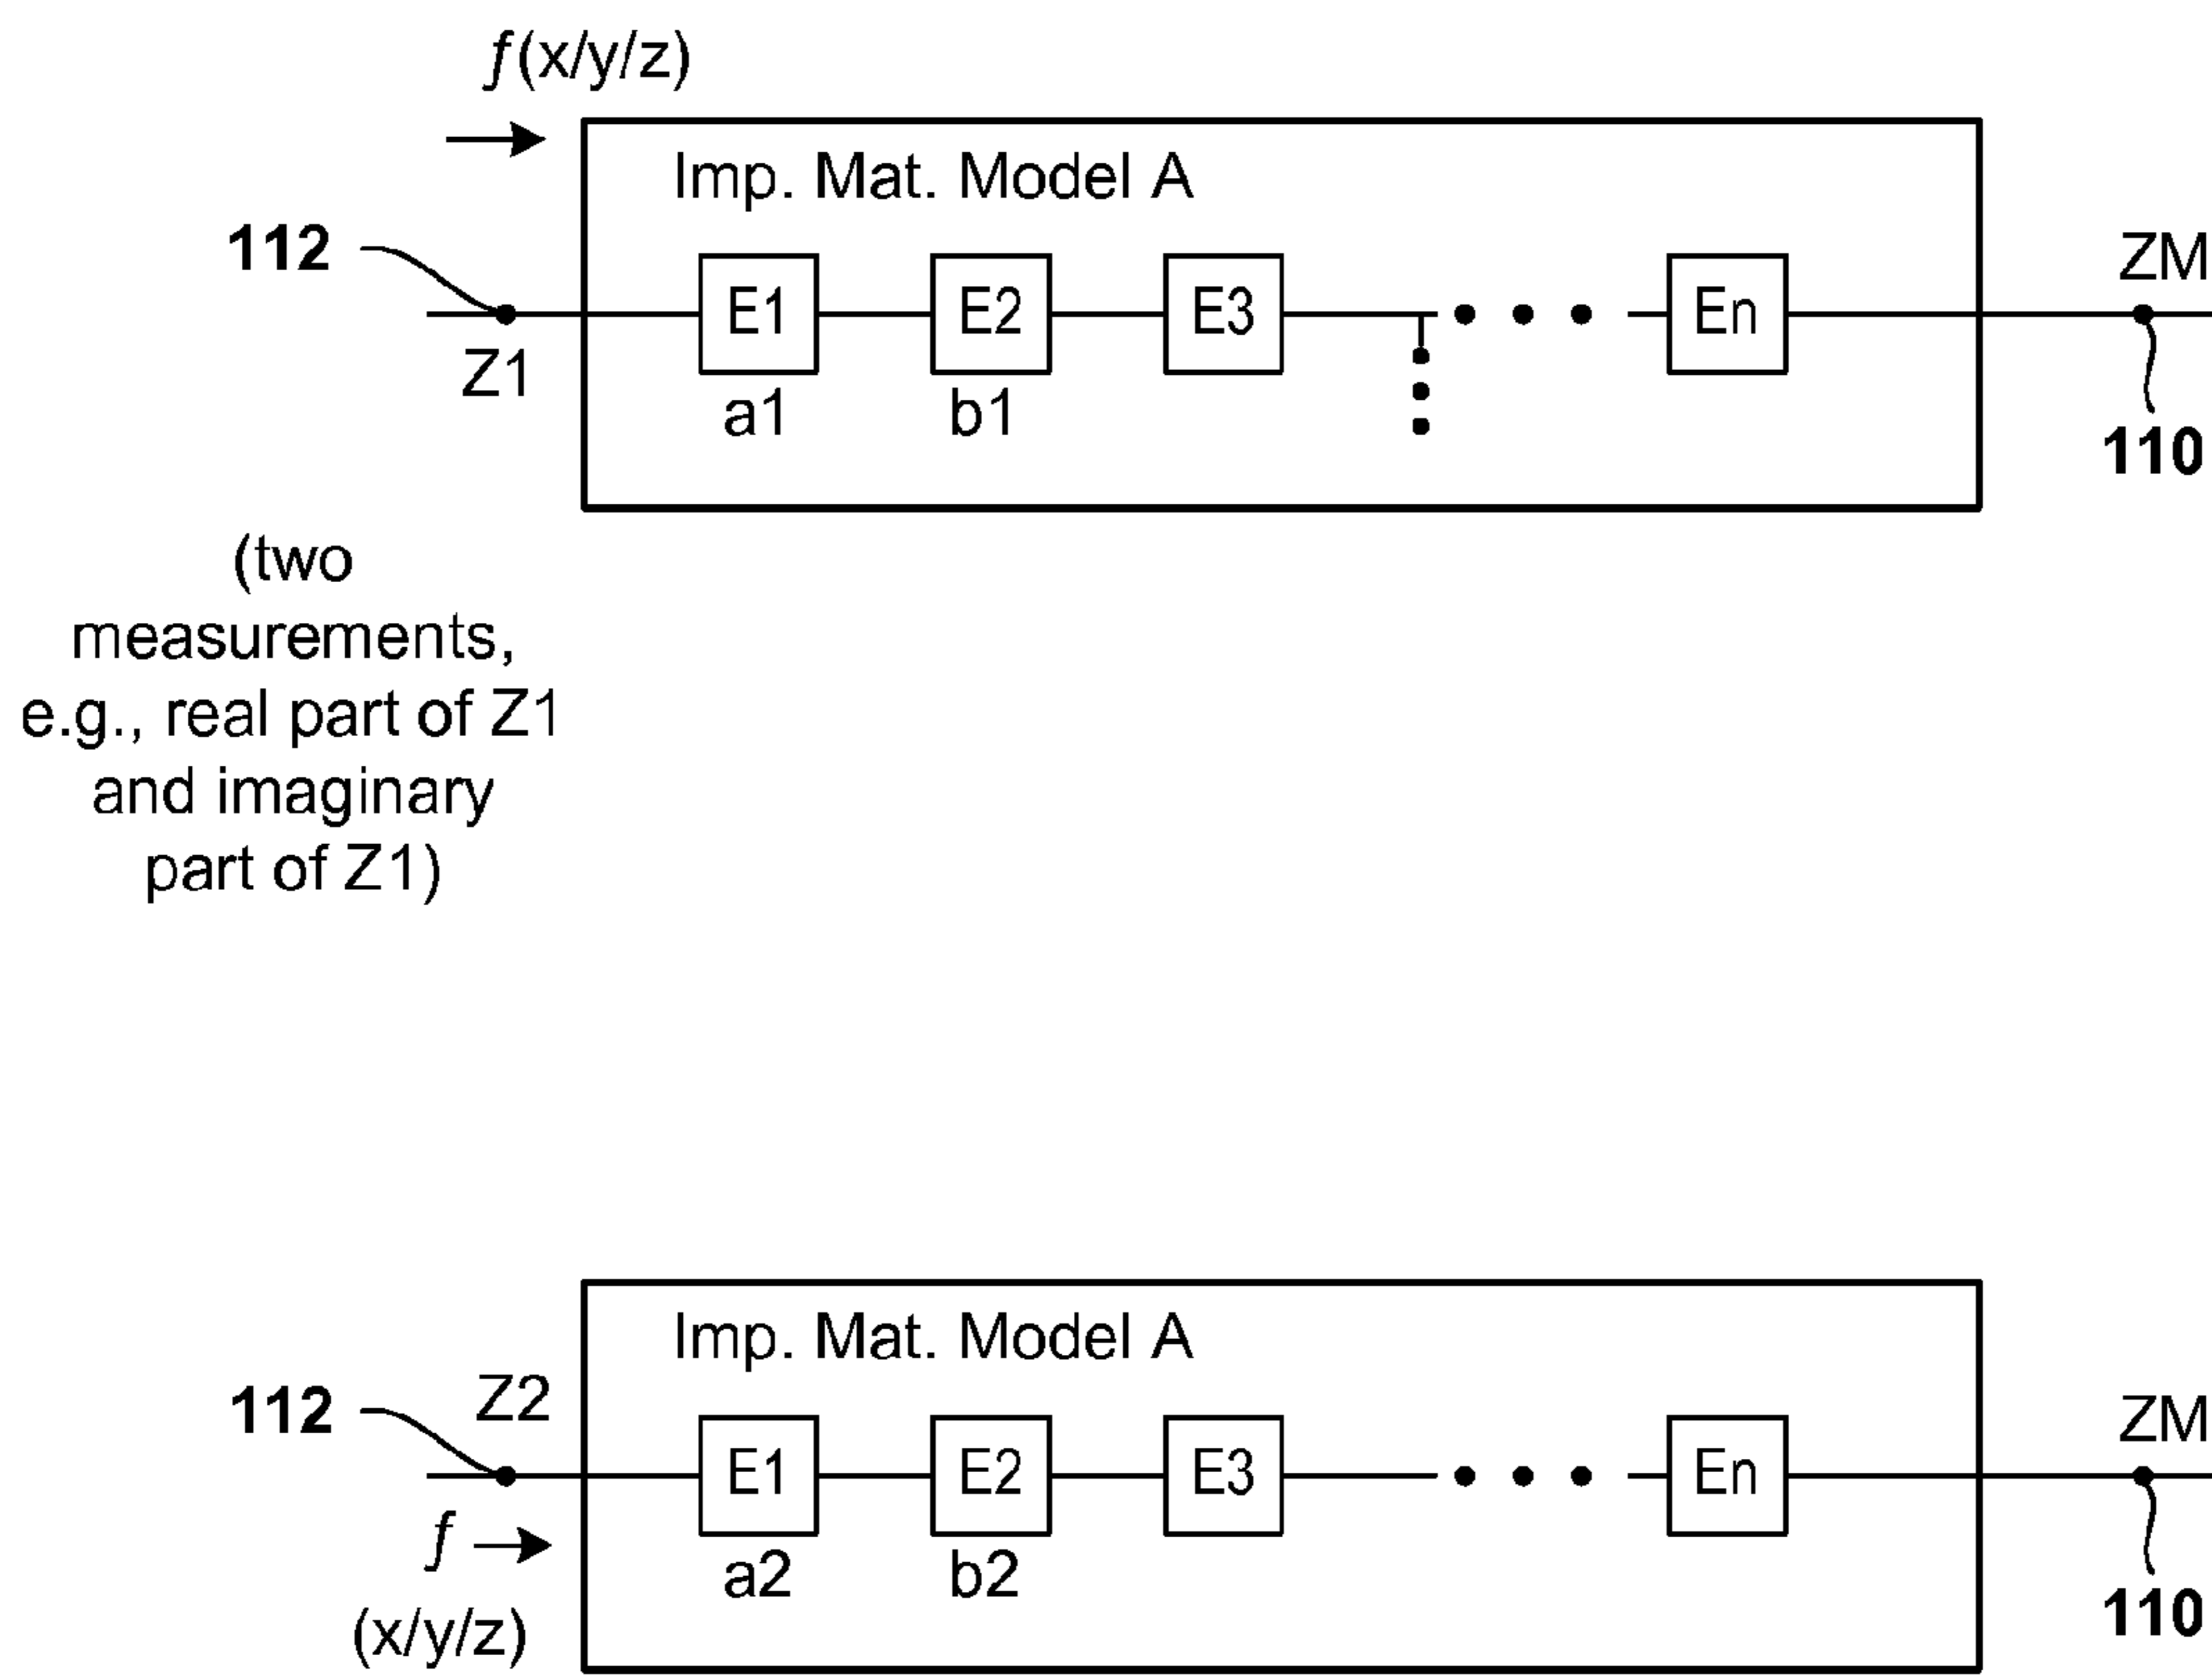 ƒ(x/y/z)
Imp. Mat. Model A
112
E1
E2
E3
En
ZM
Z1
a1
b1
110
(two
measurements,
e.g., real part of Z1
and imaginary
part of Z1)
Imp. Mat. Model A
112
Z2
E1
E2
E3
En
ZM
ƒ
a2
b2
(x/y/z)
110